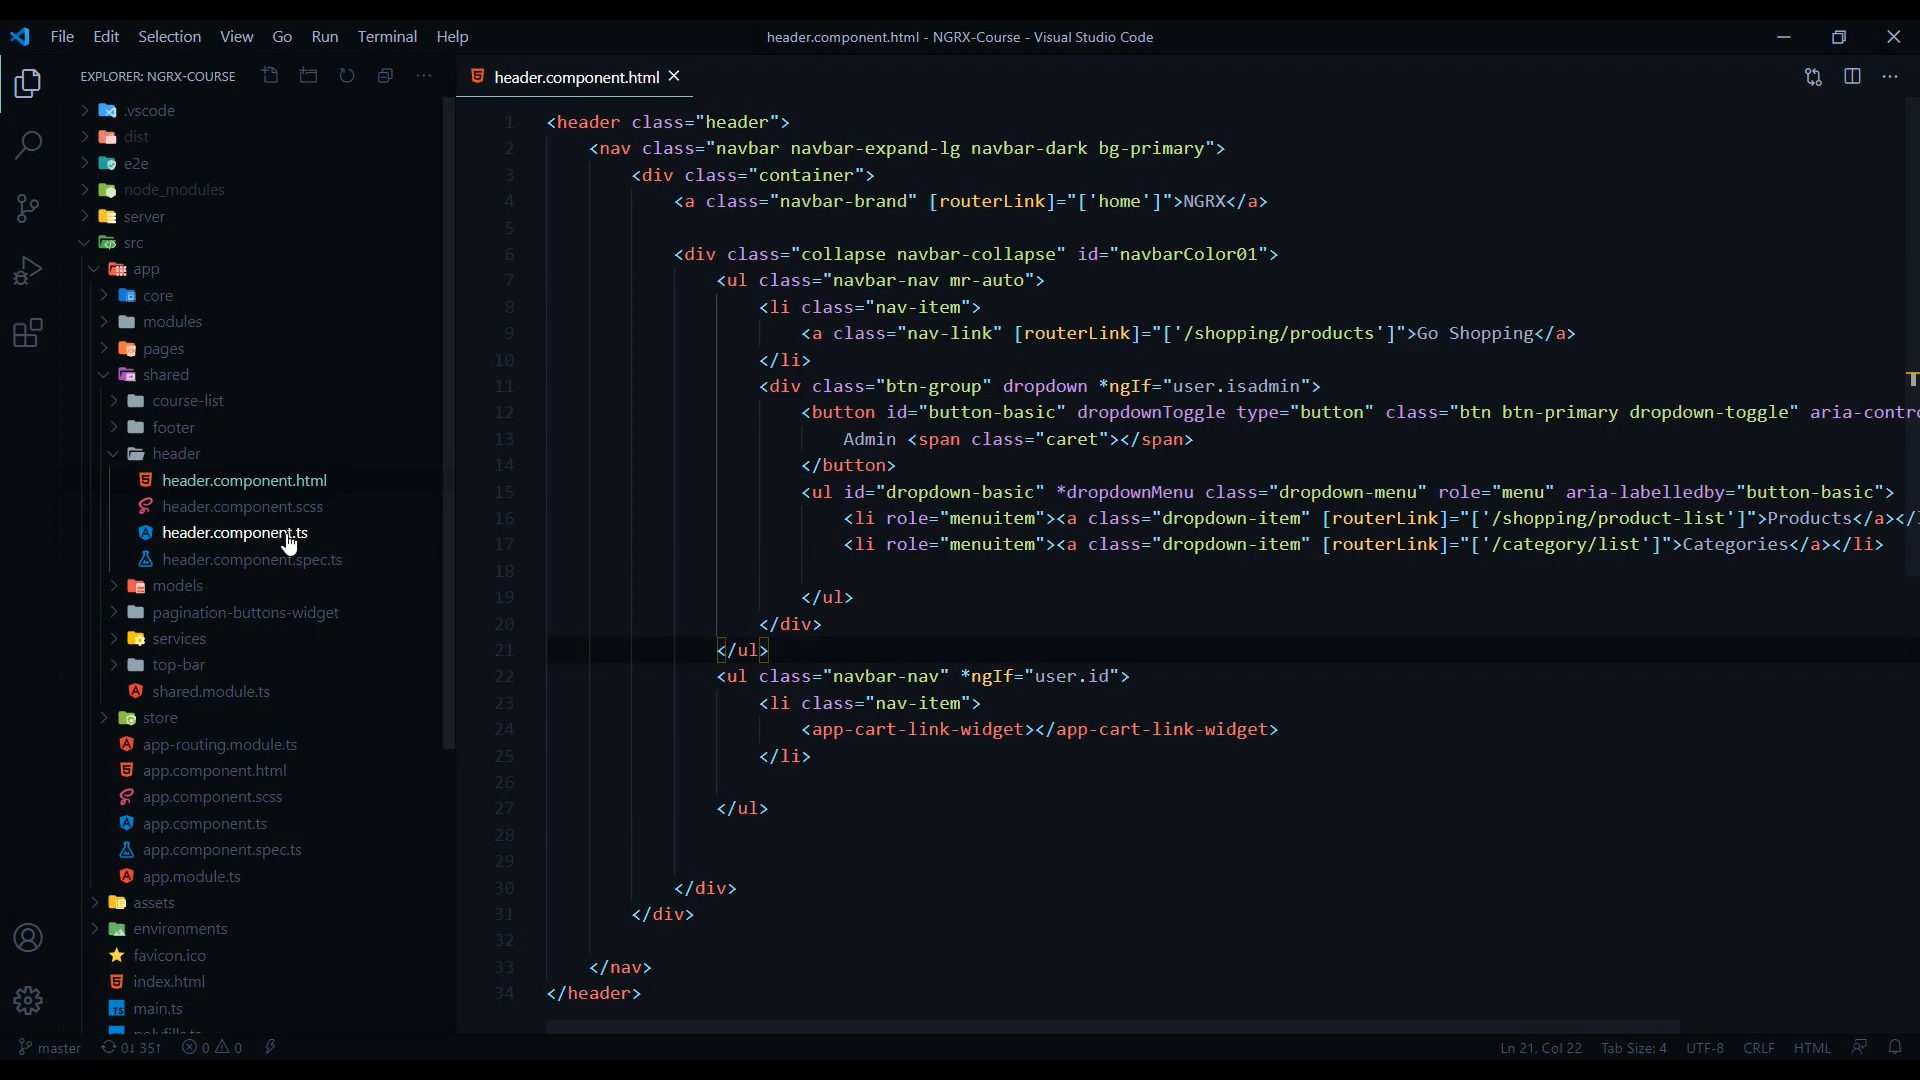 File Edit Selection View Go Run Terminal Help
header.component.html - NGRX-Course - Visual Studio Code
EXPLORER: NGRX-COURSE
.vscode
dist
e2e
node_modules
server
src
app
core
modules
pages
shared
course-list
footer
header
header.component.html
header.component.scss
header.component.ts
header.component.spec.ts
models
pagination-buttons-widget
services
top-bar
shared.module.ts
store
app-routing.module.ts
app.component.html
app.component.scss
app.component.ts
app.component.spec.ts
app.module.ts
assets
environments
favicon.ico
index.html
main.ts
header.component.html
1 <header class="header">
2 <nav class="navbar navbar-expand-lg navbar-dark bg-primary">
3 <div class="container">
4 <a class="navbar-brand" [routerLink]="['home']">NGRX</a>
5
6 <div class="collapse navbar-collapse" id="navbarColor01">
7 <ul class="navbar-nav mr-auto">
8 <li class="nav-item">
9 <a class="nav-link" [routerLink]="['/shopping/products']">Go Shopping</a>
10 </li>
11 <div class="btn-group" dropdown *ngIf="user.isadmin">
12 <button id="button-basic" dropdownToggle type="button" class="btn btn-primary dropdown-toggle" aria-contro
13 Admin <span class="caret"></span>
14 </button>
15 <ul id="dropdown-basic" *dropdownMenu class="dropdown-menu" role="menu" aria-labelledby="button-basic">
16 <li role="menuitem"><a class="dropdown-item" [routerLink]="['/shopping/product-list']">Products</a></l
17 <li role="menuitem"><a class="dropdown-item" [routerLink]="['/category/list']">Categories</a></li>
18
19 </ul>
20 </div>
21 </ul>
22 <ul class="navbar-nav" *ngIf="user.id">
23 <li class="nav-item">
24 <app-cart-link-widget></app-cart-link-widget>
25 </li>
26
27 </ul>
28
29
30 </div>
31 </div>
32
33 </nav>
34 </header>
master 0↓ 35↑ 0 0
Ln 21, Col 22 Tab Size: 4 UTF-8 CRLF HTML